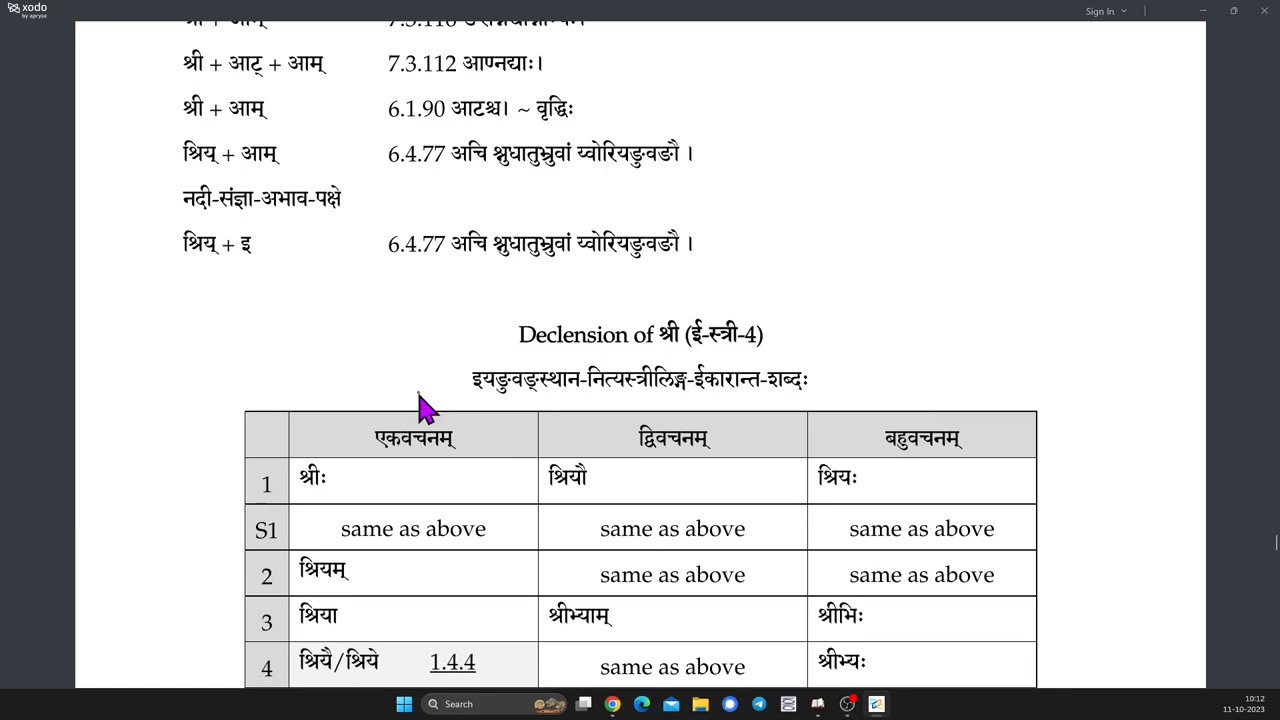 xodo
by apryse
Sign In
श्री + आट् + आम् 7.3.112 आण्नद्याः।
श्री + आम् 6.1.90 आटश्च। ~ वृद्धिः
श्रिय् + आम् 6.4.77 अचि श्नुधातुभ्रुवां य्वोरियङुवङौ ।
नदी-संज्ञा-अभाव-पक्षे
श्रिय् + इ 6.4.77 अचि श्नुधातुभ्रुवां य्वोरियङुवङौ ।
Declension of श्री (ई-स्त्री-4)
इयङुवङ्स्थान-नित्यस्त्रीलिङ्ग-ईकारान्त-शब्दः
एकवचनम् द्विवचनम् बहुवचनम्
1 श्रीः श्रियौ श्रियः
S1 same as above same as above same as above
2 श्रियम् same as above same as above
3 श्रिया श्रीभ्याम् श्रीभिः
4 श्रियै/श्रिये 1.4.4 same as above श्रीभ्यः
Search
10:12
11-10-2023